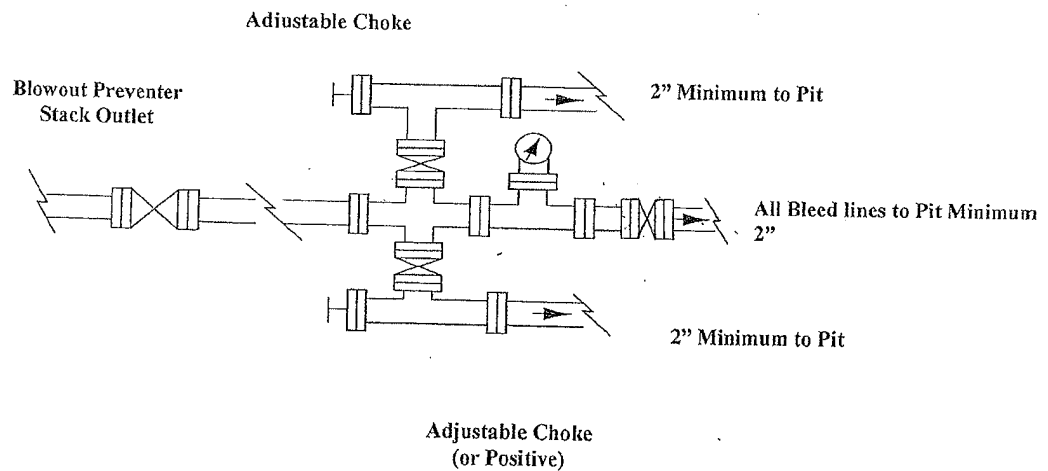 Adjustable Choke
Blowout Preventer
Stack Outlet
2" Minimum to Pit
All Bleed lines to Pit Minimum
2"
2" Minimum to Pit
Adjustable Choke
(or Positive)